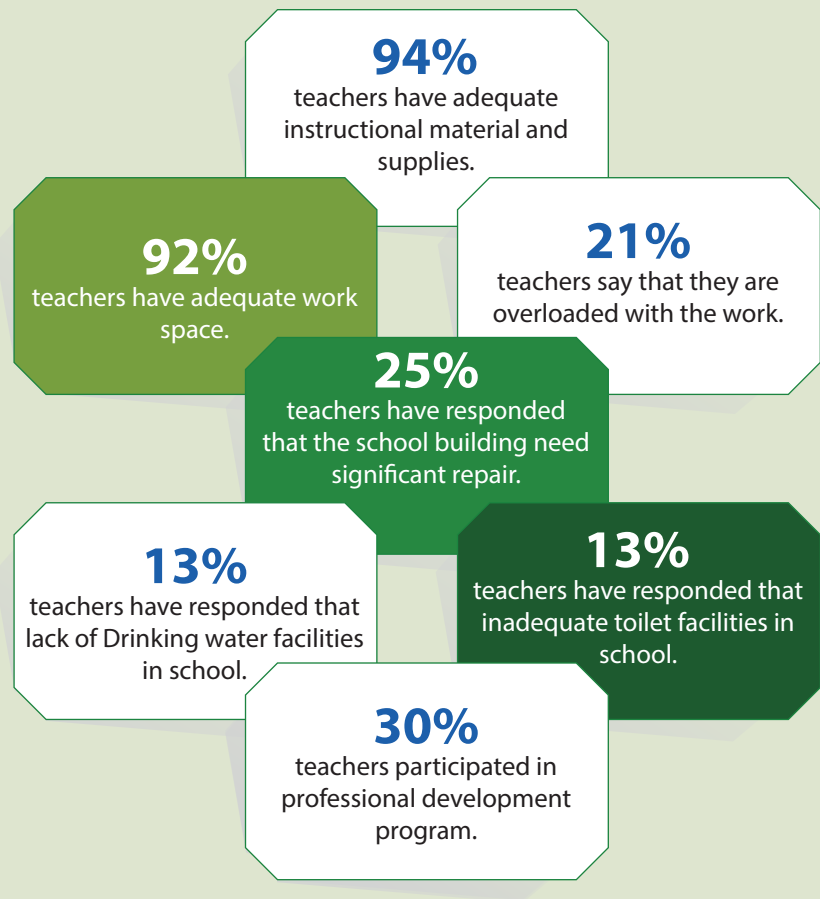 94%
teachers have adequate
instructional material and
supplies.
92%
teachers have adequate work
space.
21%
teachers say that they are
overloaded with the work.
25%
teachers have responded
that the school building need
significant repair.
13%
teachers have responded that
lack of Drinking water facilities
in school.
13%
teachers have responded that
inadequate toilet facilities in
school.
30%
teachers participated in
professional development
program.